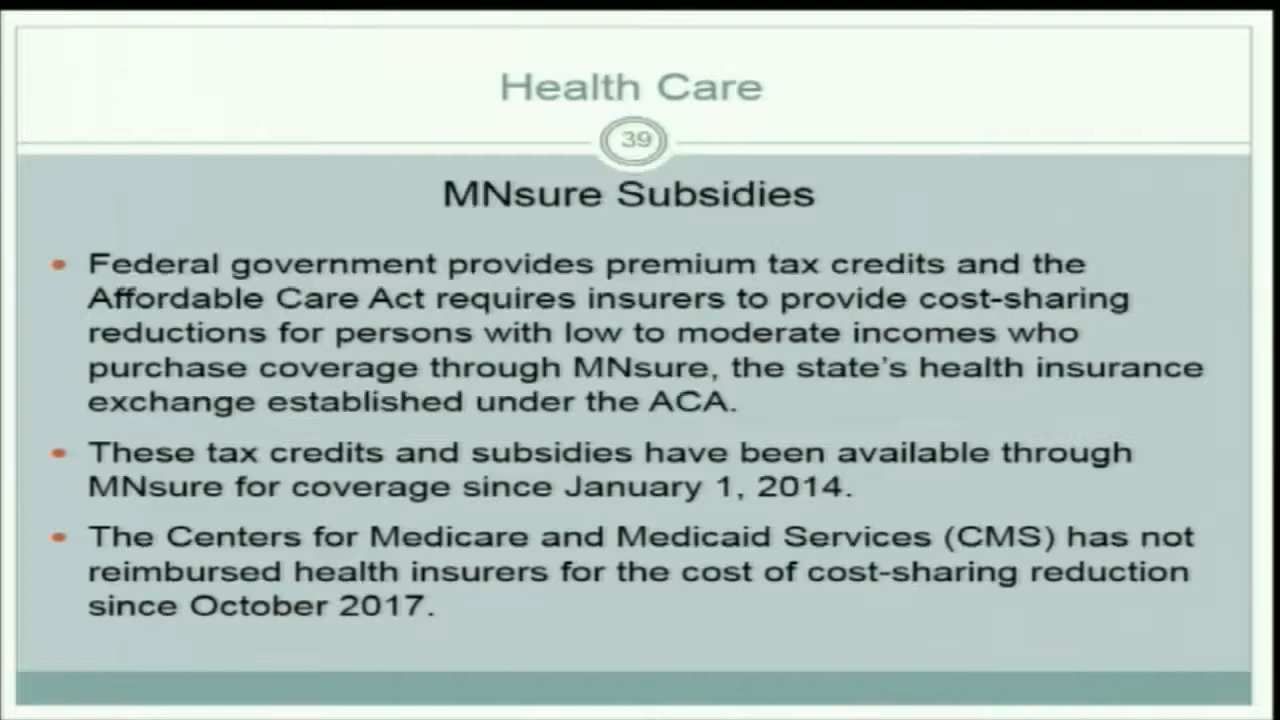 Health Care
39
MNsure Subsidies
• Federal government provides premium tax credits and the
Affordable Care Act requires insurers to provide cost-sharing
reductions for persons with low to moderate incomes who
purchase coverage through MNsure, the state's health insurance
exchange established under the ACA.
• These tax credits and subsidies have been available through
MNsure for coverage since January 1, 2014.
• The Centers for Medicare and Medicaid Services (CMS) has not
reimbursed health insurers for the cost of cost-sharing reduction
since October 2017.